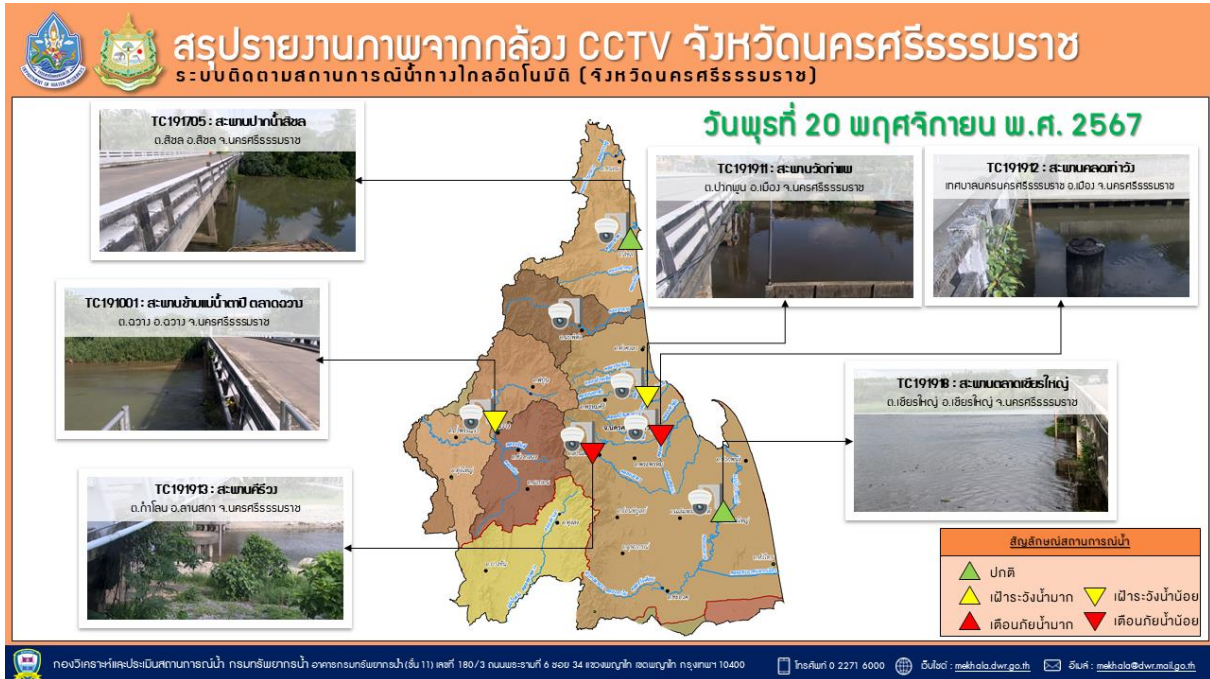 สรุปรายงานภาพจากกล้อง CCTV จังหวัดนครศรีธรรมราช
ระบบติดตามสถานการณ์น้ำทางไกลอัตโนมัติ (จังหวัดนครศรีธรรมราช)
วันพุธที่ 20 พฤศจิกายน พ.ศ. 2567
TC191705 : สะพานปากน้ำสิชล
ต.สิชล อ.สิชล จ.นครศรีธรรมราช
TC191911 : สะพานวัดท่าแพ
ต.ปากพูน อ.เมือง จ.นครศรีธรรมราช
TC191912 : สะพานคลองท่าวัง
เทศบาลนครนครศรีธรรมราช อ.เมือง จ.นครศรีธรรมราช
TC191001 : สะพานข้ามแม่น้ำตาปี ตลาดฉวาง
ต.ฉวาง อ.ฉวาง จ.นครศรีธรรมราช
TC191918 : สะพานตลาดเชียรใหญ่
ต.เชียรใหญ่ อ.เชียรใหญ่ จ.นครศรีธรรมราช
TC191913 : สะพานคีรีวง
ต.กำโลน อ.ลานสกา จ.นครศรีธรรมราช
สัญลักษณ์สถานการณ์น้ำ
ปกติ
เฝ้าระวังน้ำมาก
เฝ้าระวังน้ำน้อย
เตือนภัยน้ำมาก
เตือนภัยน้ำน้อย
กองวิเคราะห์และประเมินสถานการณ์น้ำ กรมทรัพยากรน้ำ อาคารกรมทรัพยากรน้ำ (ชั้น 11) เลขที่ 180/3 ถนนพระรามที่ 6 ซอย 34 แขวงพญาไท เขตพญาไท กรุงเทพฯ 10400
โทรศัพท์ 0 2271 6000
เว็บไซต์ : mekhala.dwr.go.th
อีเมล์ : mekhala@dwr.mail.go.th